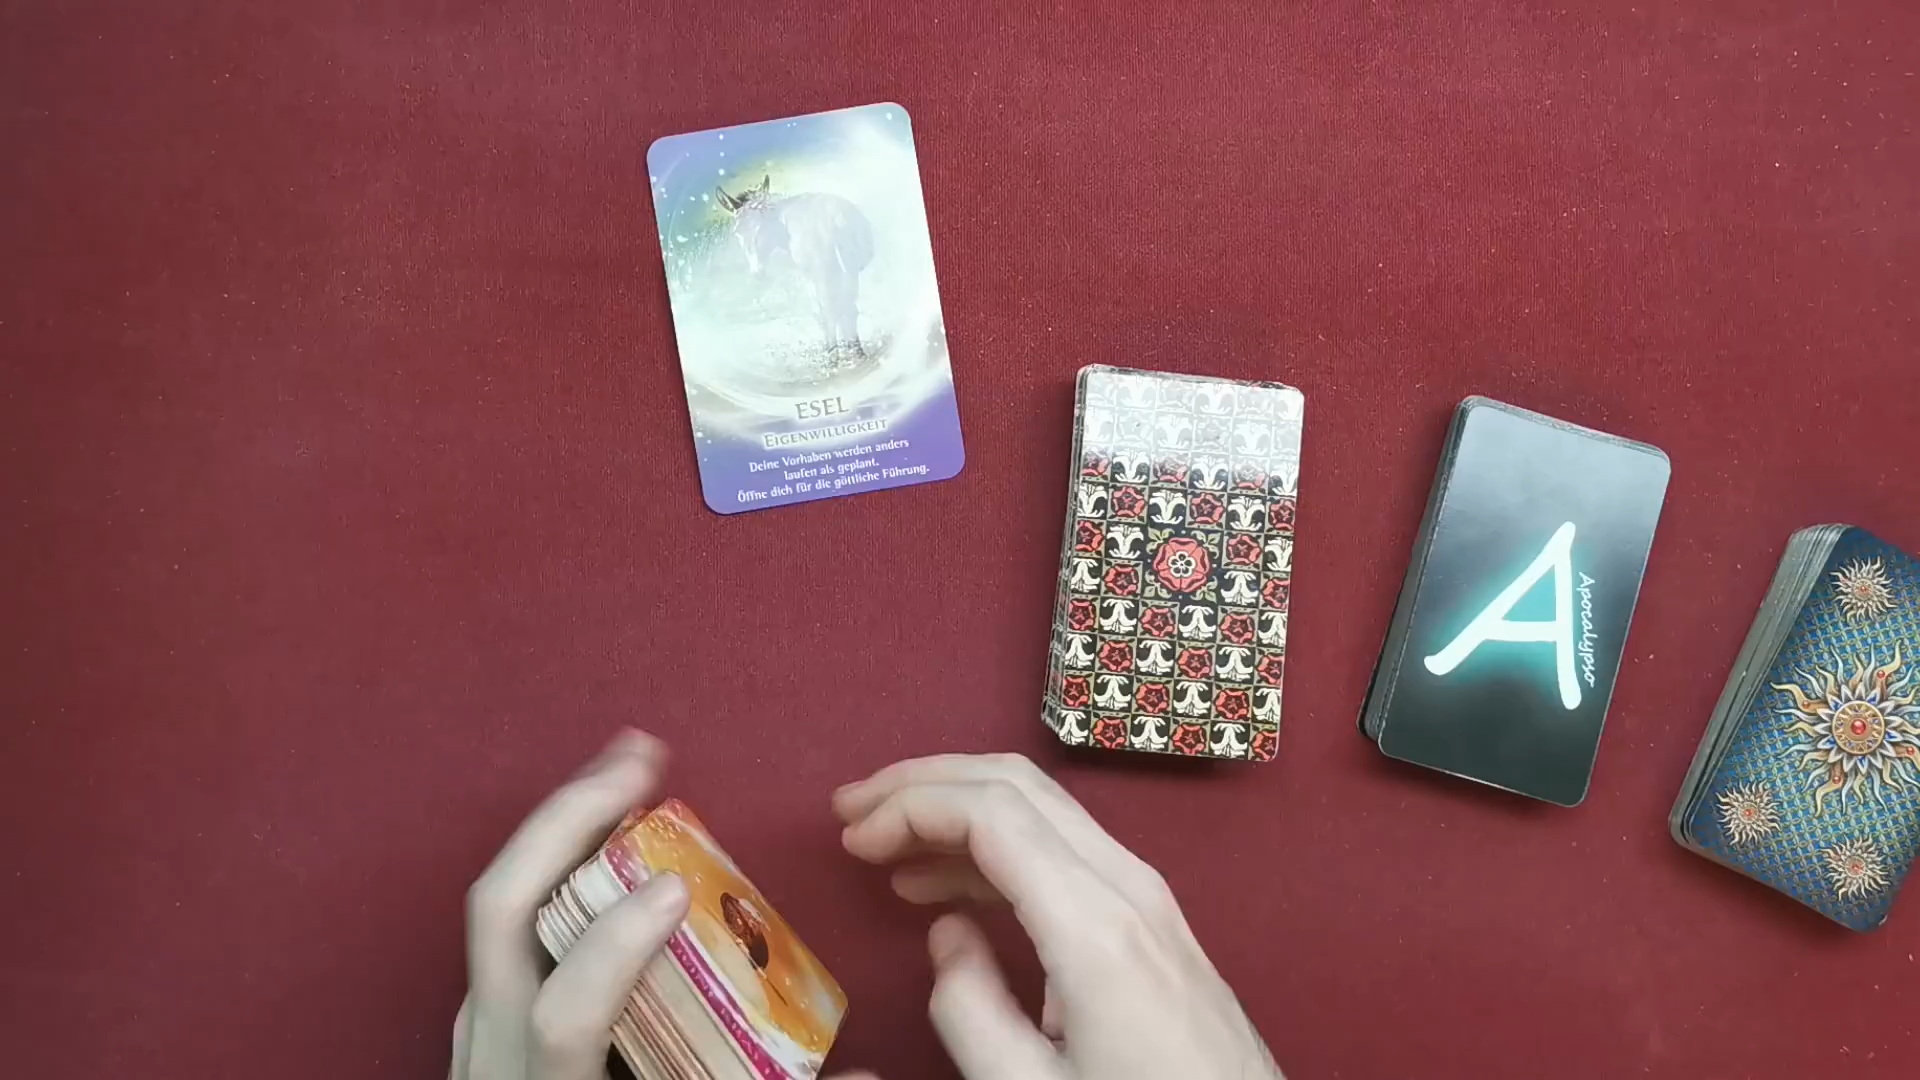 ESEL
EIGENWILLIGKEIT
Deine Vorhaben werden anders
laufen als geplant.
Öffne dich für die göttliche Führung.
A
Apocalypso